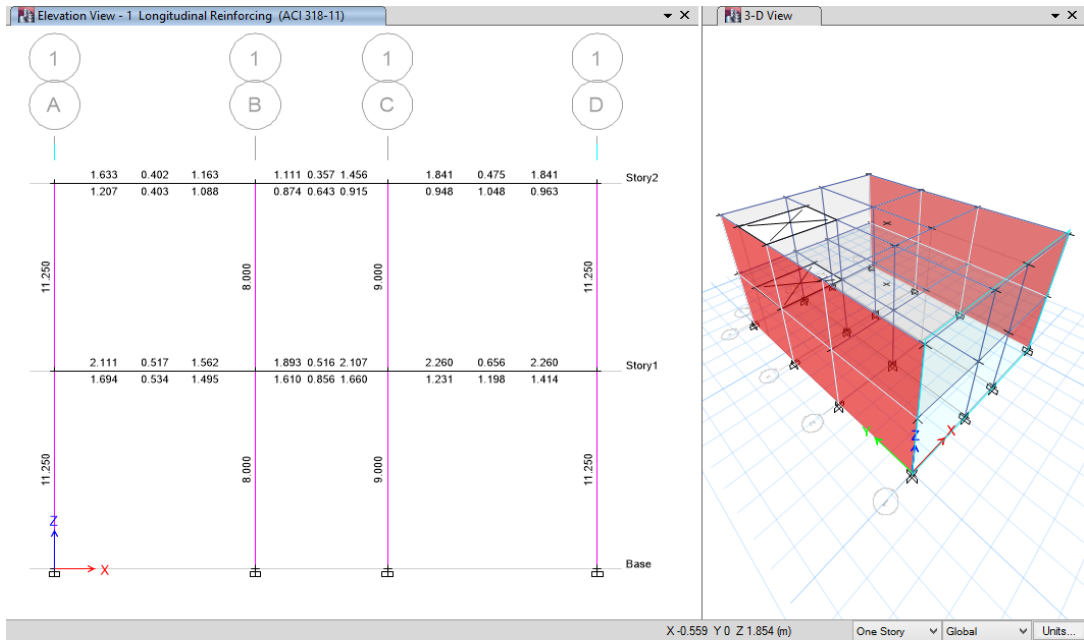 Elevation View - 1 Longitudinal Reinforcing (ACI 318-11)
3-D View
1 1 1 1
A B C D
1.633 0.402 1.163 1.111 0.357 1.456 1.841 0.475 1.841
Story2
1.207 0.403 1.088 0.874 0.643 0.915 0.948 1.048 0.963
11.250 8.000 9.000 11.250
2.111 0.517 1.562 1.893 0.516 2.107 2.260 0.656 2.260
Story1
1.694 0.534 1.495 1.610 0.856 1.660 1.231 1.198 1.414
11.250 8.000 9.000 11.250
Z
X
Base
Y
Z
X
X -0.559 Y 0 Z 1.854 (m)
One Story
Global
Units...